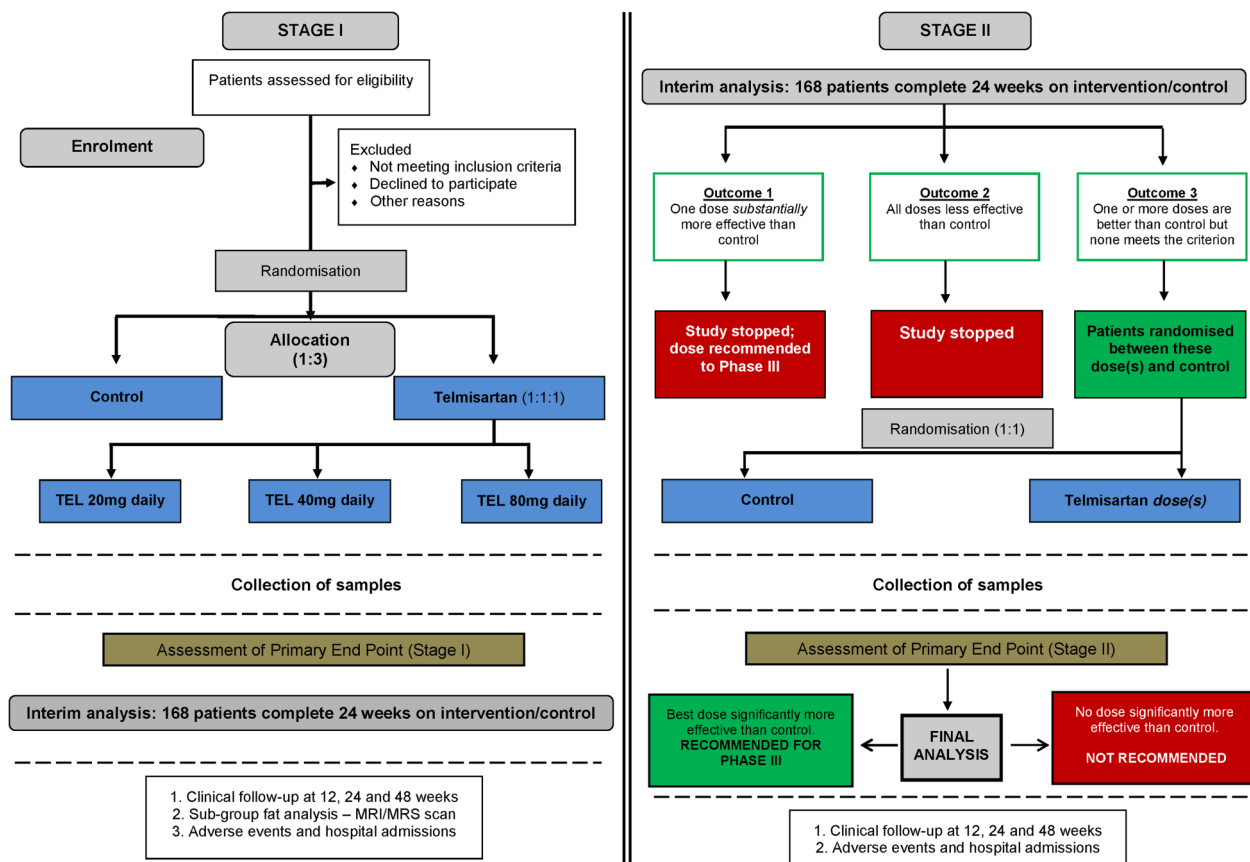 STAGE I
Patients assessed for eligibility
Enrolment
Excluded
♦ Not meeting inclusion criteria
♦ Declined to participate
♦ Other reasons
Randomisation
Allocation
(1:3)
Control
Telmisartan (1:1:1)
TEL 20mg daily
TEL 40mg daily
TEL 80mg daily
Collection of samples
Assessment of Primary End Point (Stage I)
Interim analysis: 168 patients complete 24 weeks on intervention/control
1. Clinical follow-up at 12, 24 and 48 weeks
2. Sub-group fat analysis – MRI/MRS scan
3. Adverse events and hospital admissions
STAGE II
Interim analysis: 168 patients complete 24 weeks on intervention/control
Outcome 1
One dose substantially
more effective than
control
Outcome 2
All doses less effective
than control
Outcome 3
One or more doses are
better than control but
none meets the criterion
Study stopped;
dose recommended
to Phase III
Study stopped
Patients randomised
between these
dose(s) and control
Randomisation (1:1)
Control
Telmisartan dose(s)
Collection of samples
Assessment of Primary End Point (Stage II)
Best dose significantly more
effective than control.
RECOMMENDED FOR
PHASE III
FINAL
ANALYSIS
No dose significantly more
effective than control.
NOT RECOMMENDED
1. Clinical follow-up at 12, 24 and 48 weeks
2. Adverse events and hospital admissions